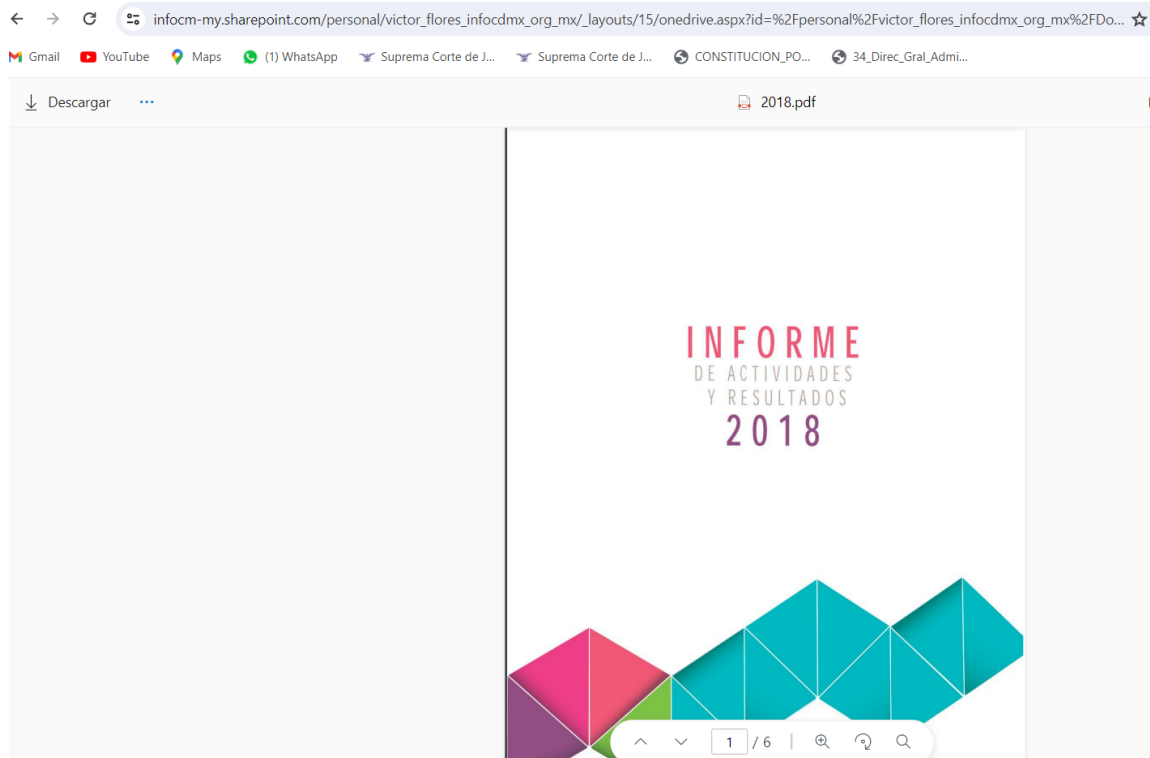 infocm-my.sharepoint.com/personal/victor_flores_infocdmx_org_mx/_layouts/15/onedrive.aspx?id=%2Fpersonal%2Fvictor_flores_infocdmx_org_mx%2FDo...
Gmail YouTube Maps (1) WhatsApp Suprema Corte de J... Suprema Corte de J... CONSTITUCION_PO... 34_Direc_Gral_Admi...
Descargar ... 2018.pdf
INFORME
DE ACTIVIDADES
Y RESULTADOS
2018
1 / 6